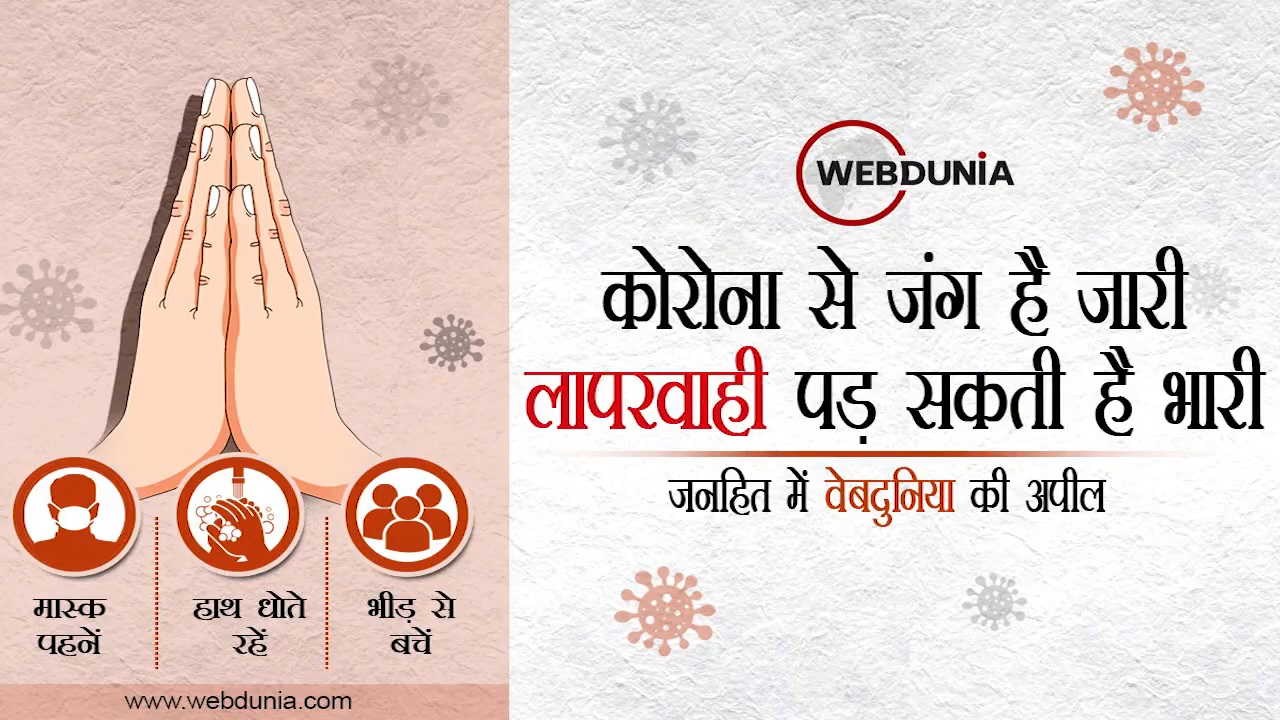 WEBDUNIA
कोरोना से जंग है जारी
लापरवाही पड़ सकती है भारी
जनहित में वेबदुनिया की अपील
मास्क
पहनें
हाथ धोते
रहें
भीड़ से
बचें
www.webdunia.com